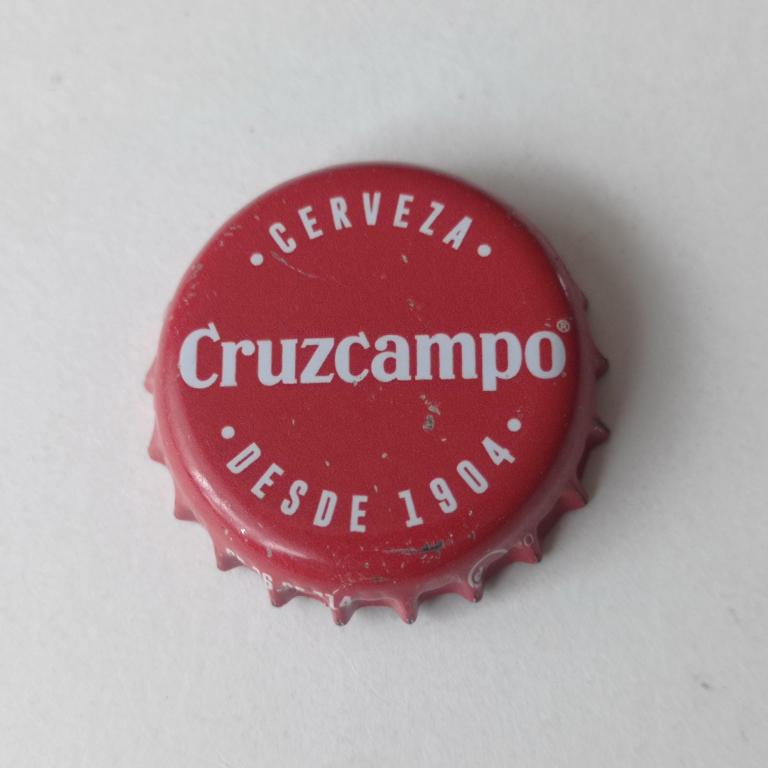 • CERVEZA •
Cruzcampo®
• DESDE 1904 •